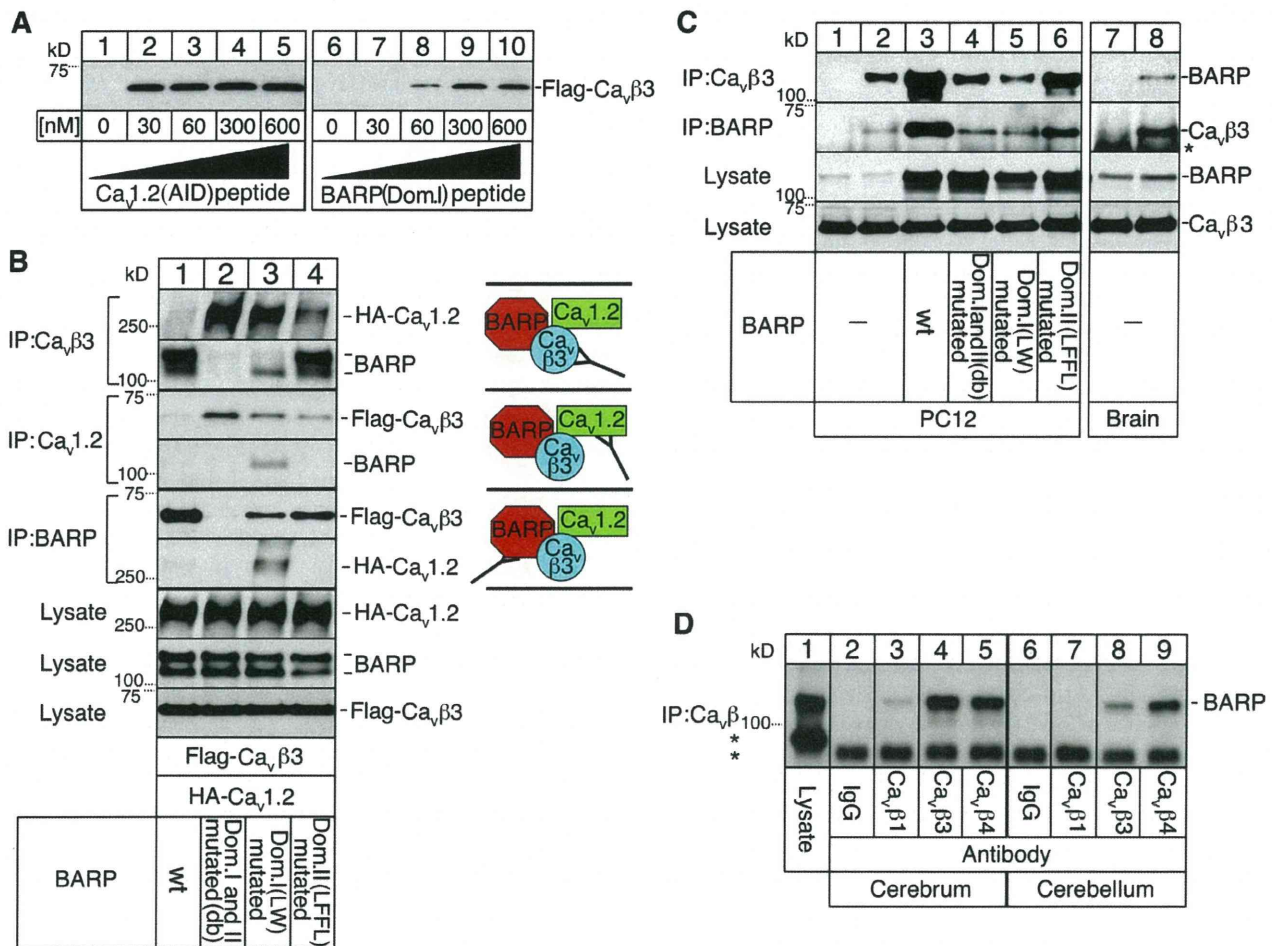 A
kD 1 2 3 4 5 6 7 8 9 10
75
-Flag-Cavβ3
[nM] 0 30 60 300 600 0 30 60 300 600
Cav1.2(AID)peptide BARP(Dom.I) peptide
B
kD 1 2 3 4
IP:Cavβ3
250
-HA-Cav1.2
100
BARP
IP:Cav1.2
75
-Flag-Cavβ3
100
-BARP
IP:BARP
75
-Flag-Cavβ3
250
-HA-Cav1.2
Lysate 250 -HA-Cav1.2
Lysate 100 BARP
Lysate 75 -Flag-Cavβ3
Flag-Cavβ3
HA-Cav1.2
BARP
wt
Dom.I and II
mutated(db)
Dom.I(LW)
mutated
Dom.II(LFFL)
mutated
BARP Cav1.2
Cav
β3
BARP Cav1.2
Cav
β3
BARP Cav1.2
Cav
β3
C
kD 1 2 3 4 5 6 7 8
IP:Cavβ3 100 -BARP
IP:BARP 75 -Cavβ3
*
Lysate 100 -BARP
Lysate 75 -Cavβ3
BARP
–
wt
Dom.IandII(db)
mutated
Dom.I(LW)
mutated
Dom.II(LFFL)
mutated
–
PC12 Brain
D
kD 1 2 3 4 5 6 7 8 9
IP:Cavβ 100 -BARP
*
*
Lysate
IgG
Cavβ1
Cavβ3
Cavβ4
IgG
Cavβ1
Cavβ3
Cavβ4
Antibody
Cerebrum Cerebellum